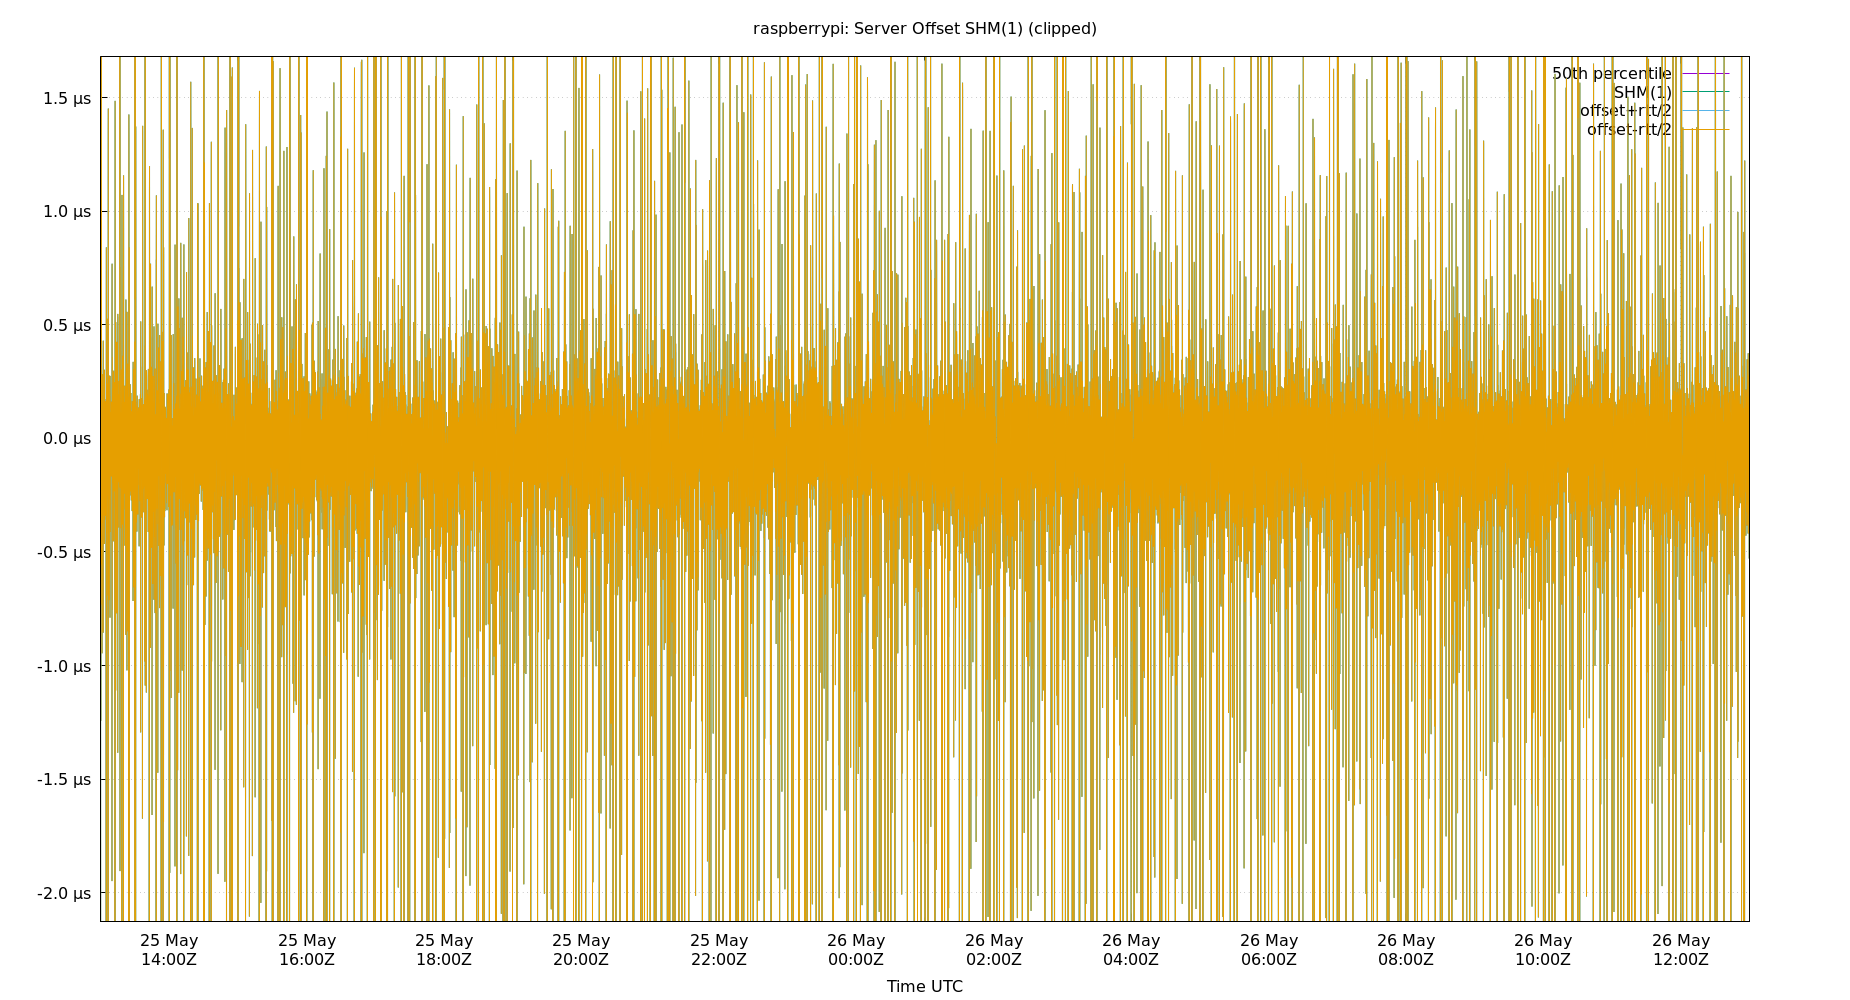 raspberrypi: Server Offset SHM(1) (clipped)
50th percentile
SHM(1)
offset+rtt/2
offset-rtt/2
1.5 µs
1.0 µs
0.5 µs
0.0 µs
-0.5 µs
-1.0 µs
-1.5 µs
-2.0 µs
25 May 25 May 25 May 25 May 25 May 26 May 26 May 26 May 26 May 26 May 26 May 26 May
14:00Z 16:00Z 18:00Z 20:00Z 22:00Z 00:00Z 02:00Z 04:00Z 06:00Z 08:00Z 10:00Z 12:00Z
Time UTC